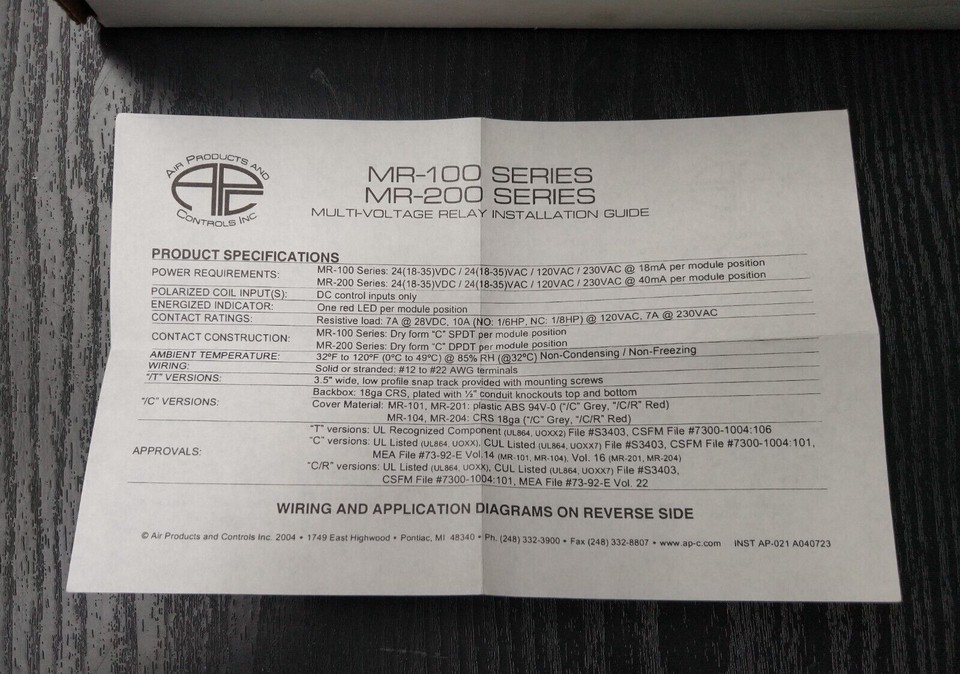 AIR PRODUCTS AND
APC
CONTROLS INC
MR-100 SERIES
MR-200 SERIES
MULTI-VOLTAGE RELAY INSTALLATION GUIDE
PRODUCT SPECIFICATIONS
POWER REQUIREMENTS: MR-100 Series: 24(18-35)VDC / 24(18-35)VAC / 120VAC / 230VAC @ 18mA per module position
MR-200 Series: 24(18-35)VDC / 24(18-35)VAC / 120VAC / 230VAC @ 40mA per module position
POLARIZED COIL INPUT(S): DC control inputs only
ENERGIZED INDICATOR: One red LED per module position
CONTACT RATINGS: Resistive load: 7A @ 28VDC, 10A (NO: 1/6HP, NC: 1/8HP) @ 120VAC, 7A @ 230VAC
CONTACT CONSTRUCTION: MR-100 Series: Dry form "C" SPDT per module position
MR-200 Series: Dry form "C" DPDT per module position
AMBIENT TEMPERATURE: 32ºF to 120ºF (0ºC to 49ºC) @ 85% RH (@32ºC) Non-Condensing / Non-Freezing
WIRING: Solid or stranded: #12 to #22 AWG terminals
"/T" VERSIONS: 3.5" wide, low profile snap track provided with mounting screws
"/C" VERSIONS: Backbox: 18ga CRS, plated with ½" conduit knockouts top and bottom
Cover Material: MR-101, MR-201: plastic ABS 94V-0 ("/C" Grey, "/C/R" Red)
MR-104, MR-204: CRS 18ga ("/C" Grey, "/C/R" Red)
APPROVALS: "T" versions: UL Recognized Component (UL864, UOXX2) File #S3403, CSFM File #7300-1004:106
"C" versions: UL Listed (UL864, UOXX), CUL Listed (UL864, UOXX7) File #S3403, CSFM File #7300-1004:101,
MEA File #73-92-E Vol.14 (MR-101, MR-104), Vol. 16 (MR-201, MR-204)
"C/R" versions: UL Listed (UL864, UOXX), CUL Listed (UL864, UOXX7) File #S3403,
CSFM File #7300-1004:101, MEA File #73-92-E Vol. 22
WIRING AND APPLICATION DIAGRAMS ON REVERSE SIDE
© Air Products and Controls Inc. 2004 • 1749 East Highwood • Pontiac, MI 48340 • Ph. (248) 332-3900 • Fax (248) 332-8807 • www.ap-c.com INST AP-021 A040723